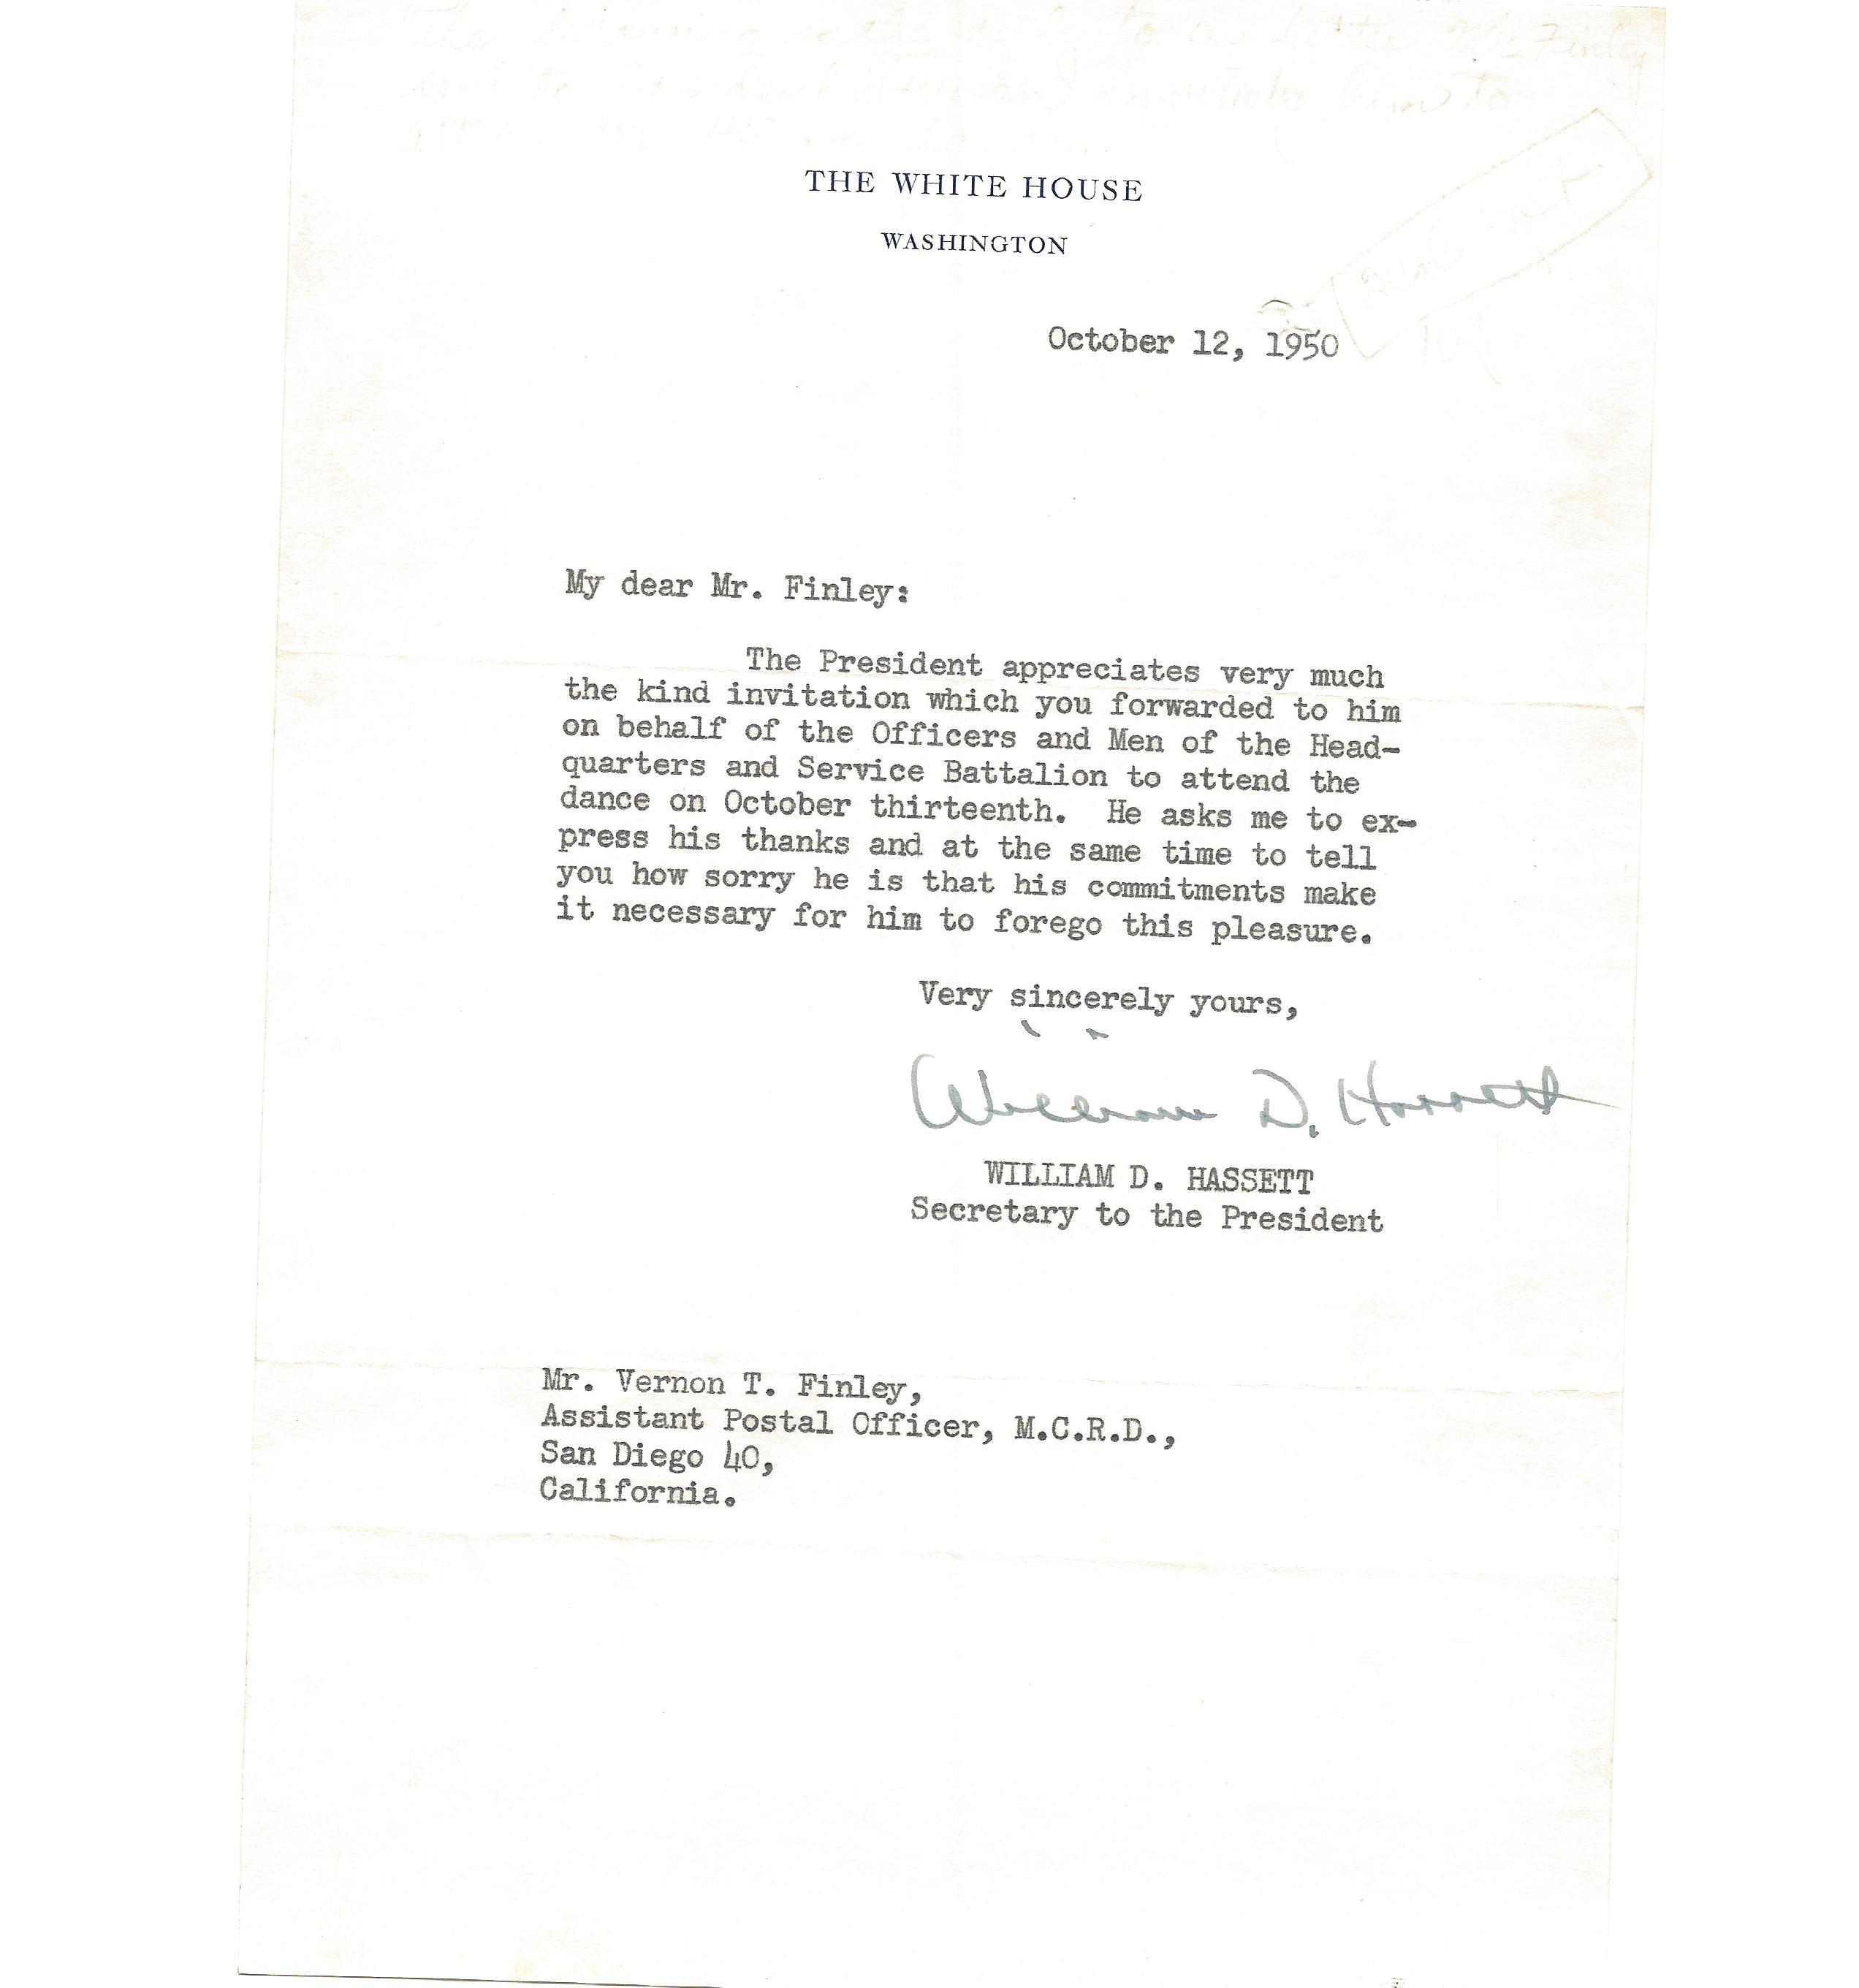 THE WHITE HOUSE
WASHINGTON
October 12, 1950
My dear Mr. Finley:
The President appreciates very much
the kind invitation which you forwarded to him
on behalf of the Officers and Men of the Head-
quarters and Service Battalion to attend the
dance on October thirteenth. He asks me to ex-
press his thanks and at the same time to tell
you how sorry he is that his commitments make
it necessary for him to forego this pleasure.
Very sincerely yours,
William D. Hassett
WILLIAM D. HASSETT
Secretary to the President
Mr. Vernon T. Finley,
Assistant Postal Officer, M.C.R.D.,
San Diego 40,
California.